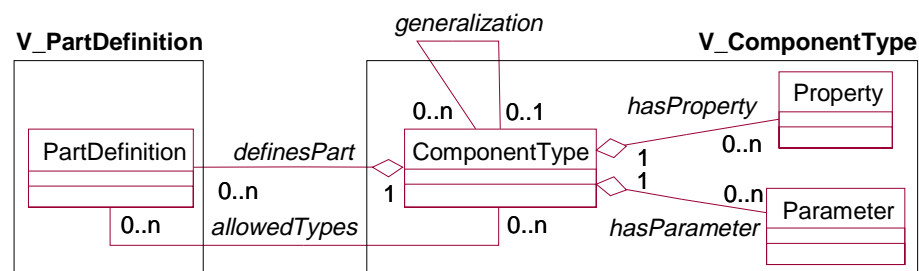 generalization
V_PartDefinition
V_ComponentType
0..n
0..1
hasProperty
Property
PartDefinition
definesPart
ComponentType
1
0..n
0..n
1
1
0..n
0..n
allowedTypes
0..n
hasParameter
0..n
Parameter